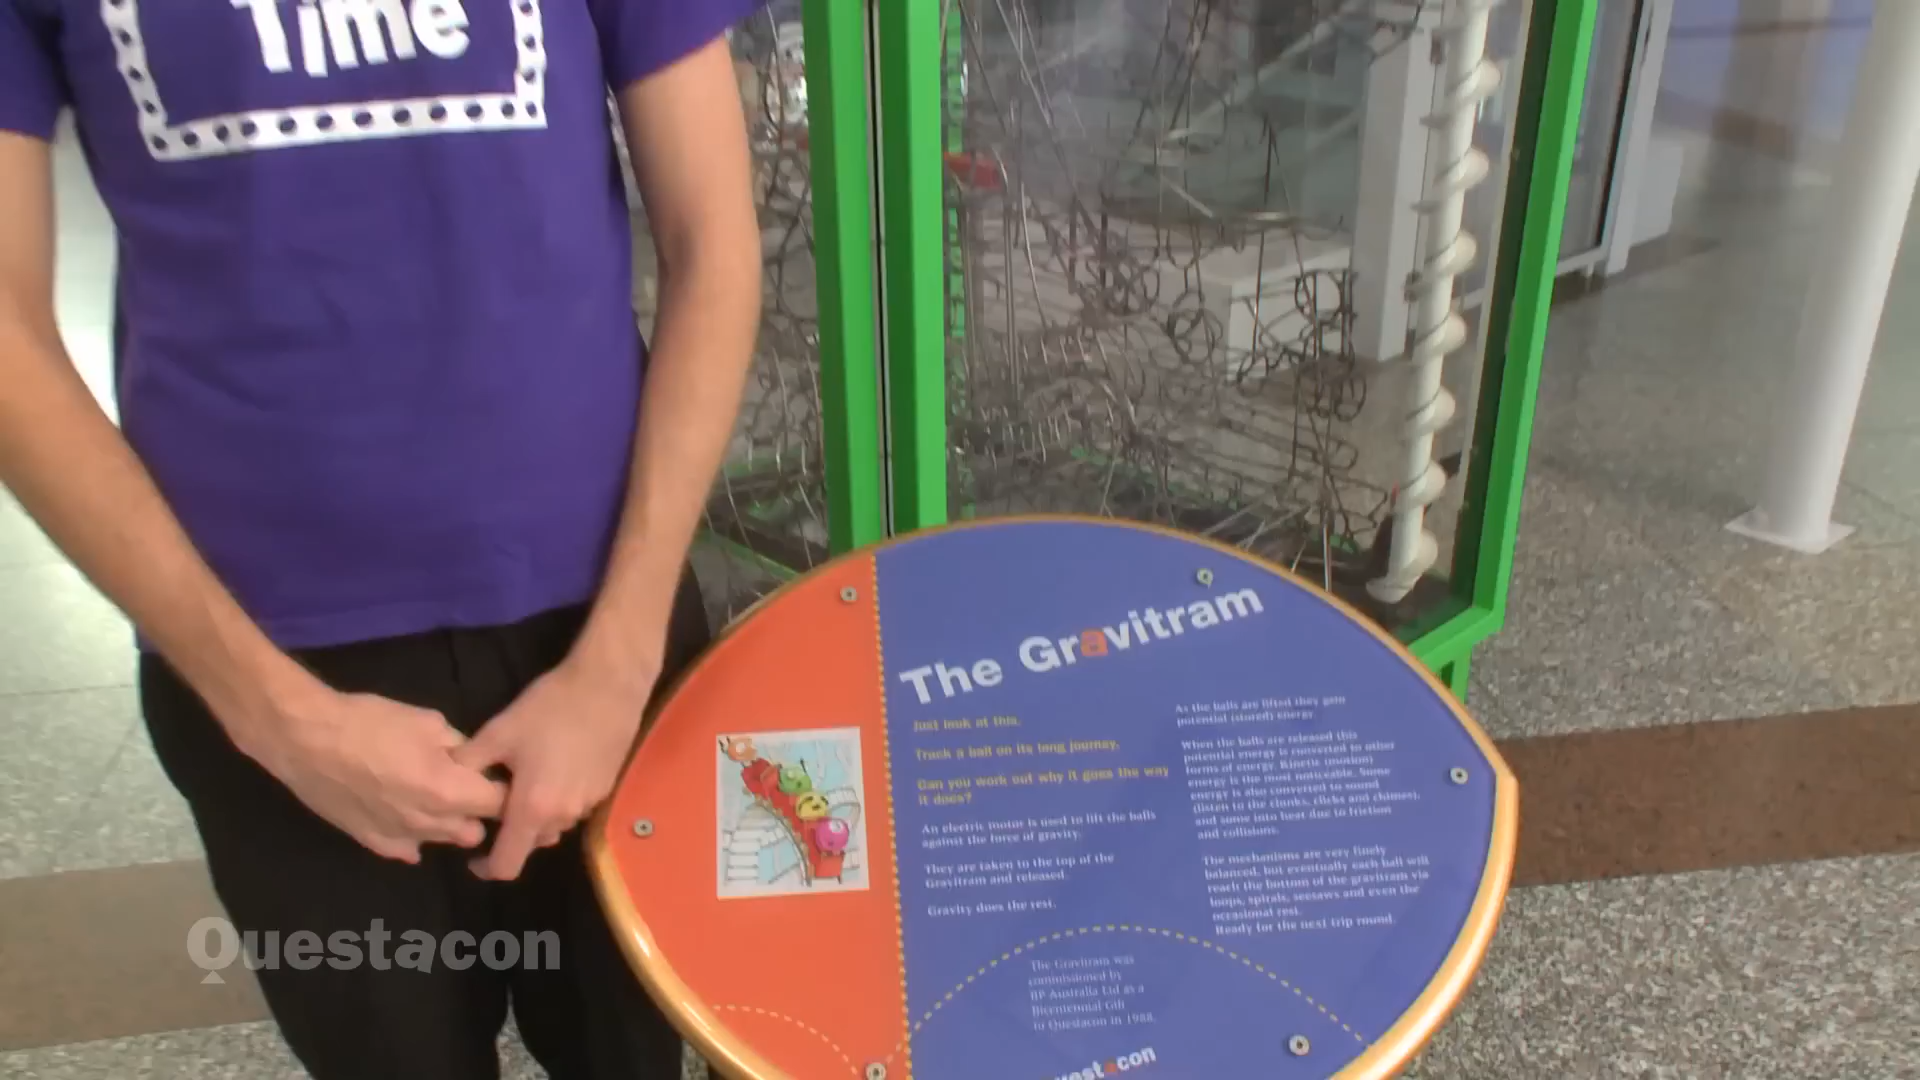 Time
The Gravitram
Just look at this.
Track a ball on its long journey.
Can you work out why it goes the way
it does?
An electric motor is used to lift the balls
against the force of gravity.
They are taken to the top of the
Gravitram and released.
Gravity does the rest.
As the balls are lifted they gain
potential (stored) energy.
When the balls are released this
potential energy is converted to other
forms of energy. Kinetic (motion)
energy is the most noticeable. Some
energy is also converted to sound
(listen to the clunks, clicks and chimes),
and some into heat due to friction
and collisions.
The mechanisms are very finely
balanced, but eventually each ball will
reach the bottom of the gravitram via
loops, spirals, seesaws and even the
occasional rest.
Ready for the next trip round.
The Gravitram was
commissioned by
BP Australia Ltd as a
Bicentennial Gift
to Questacon in 1988.
uestacon
Questacon